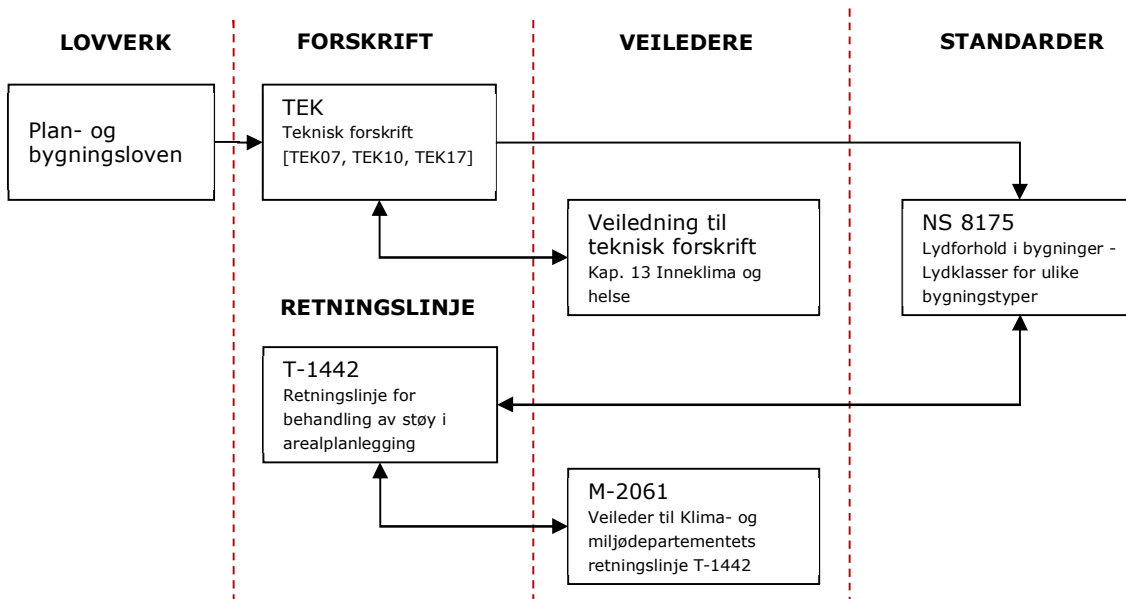 LOVVERK
FORSKRIFT
VEILEDERE
STANDARDER
Plan- og
bygningsloven
TEK
Teknisk forskrift
[TEK07, TEK10, TEK17]
Veiledning til
teknisk forskrift
Kap. 13 Inneklima og
helse
NS 8175
Lydforhold i bygninger -
Lydklasser for ulike
bygningstyper
RETNINGSLINJE
T-1442
Retningslinje for
behandling av støy i
arealplanlegging
M-2061
Veileder til Klima- og
miljødepartementets
retningslinje T-1442